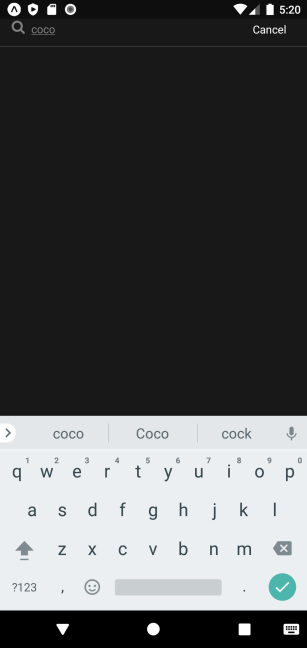 5:20
coco Cancel
coco Coco cock
1 2 3 4 5 6 7 8 9 0
q w e r t y u i o p
a s d f g h j k l
z x c v b n m
?123 , .